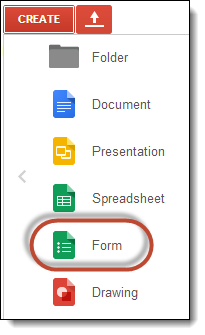 CREATE
Folder
Document
Presentation
Spreadsheet
Form
Drawing